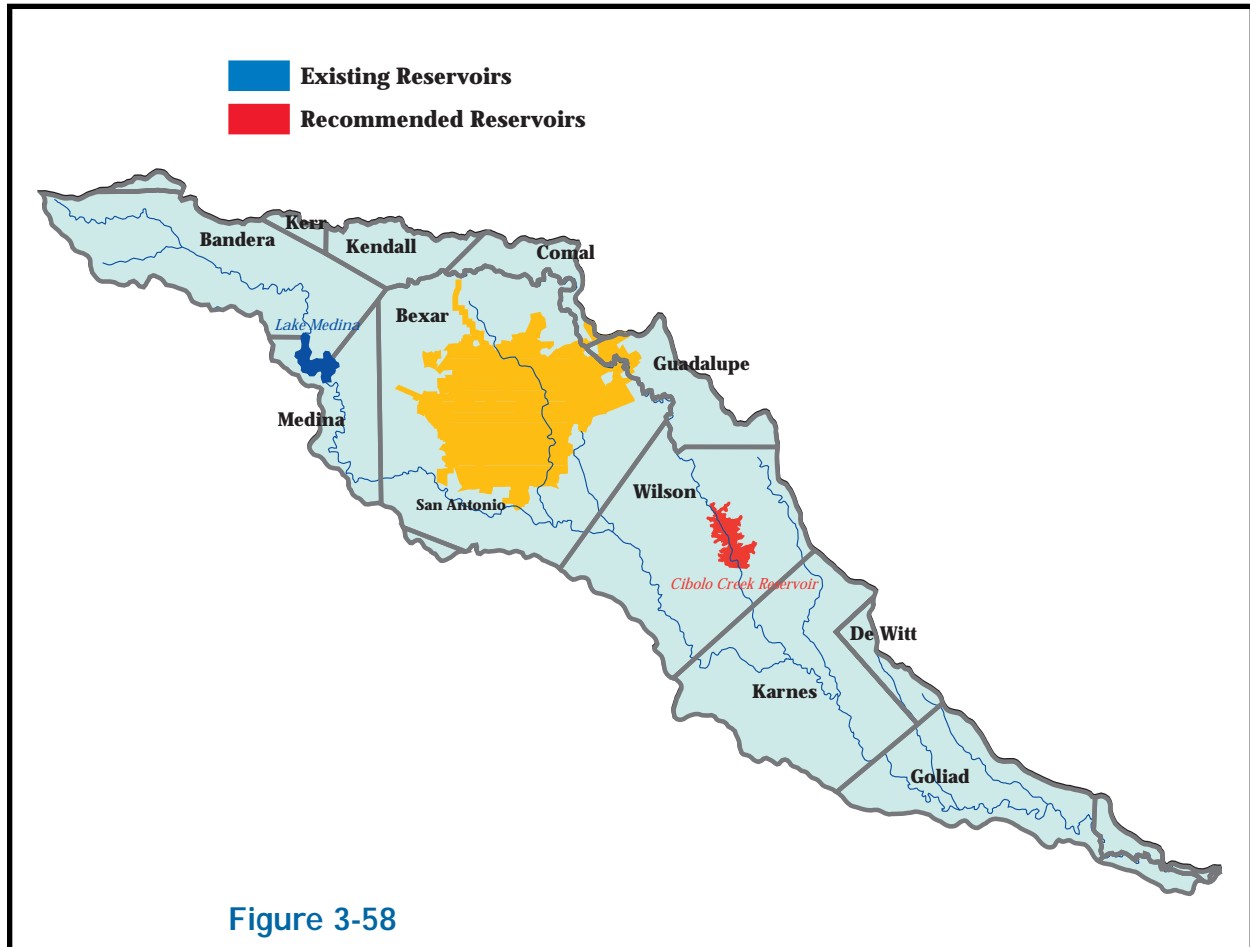 Existing Reservoirs
Recommended Reservoirs
Kerr
Bandera
Kendall
Comal
Lake Medina
Bexar
Guadalupe
Medina
Wilson
San Antonio
Cibolo Creek Reservoir
De Witt
Karnes
Goliad
Figure 3-58